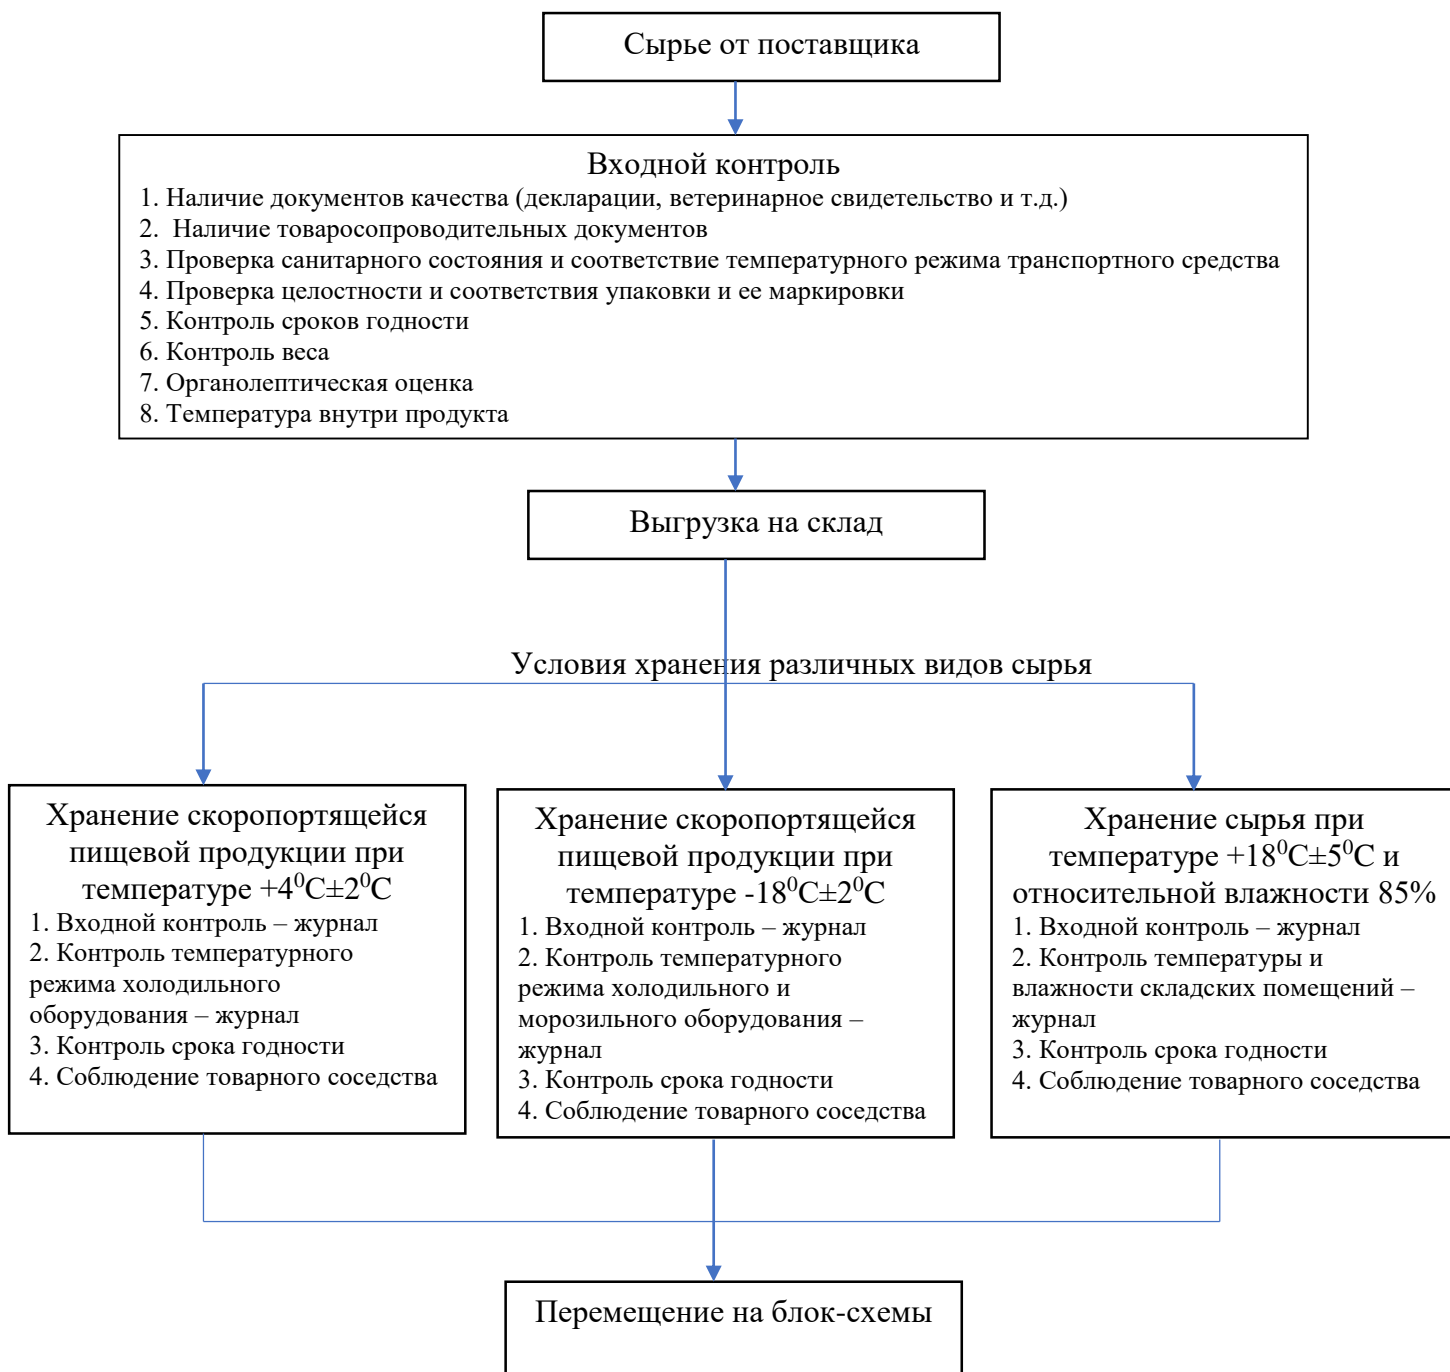 Сырье от поставщика
Входной контроль
1. Наличие документов качества (декларации, ветеринарное свидетельство и т.д.)
2. Наличие товаросопроводительных документов
3. Проверка санитарного состояния и соответствие температурного режима транспортного средства
4. Проверка целостности и соответствия упаковки и ее маркировки
5. Контроль сроков годности
6. Контроль веса
7. Органолептическая оценка
8. Температура внутри продукта
Выгрузка на склад
Условия хранения различных видов сырья
Хранение скоропортящейся
пищевой продукции при
температуре +4⁰С±2⁰С
1. Входной контроль – журнал
2. Контроль температурного
режима холодильного
оборудования – журнал
3. Контроль срока годности
4. Соблюдение товарного соседства
Хранение скоропортящейся
пищевой продукции при
температуре -18⁰С±2⁰С
1. Входной контроль – журнал
2. Контроль температурного
режима холодильного и
морозильного оборудования –
журнал
3. Контроль срока годности
4. Соблюдение товарного соседства
Хранение сырья при
температуре +18⁰С±5⁰С и
относительной влажности 85%
1. Входной контроль – журнал
2. Контроль температуры и
влажности складских помещений –
журнал
3. Контроль срока годности
4. Соблюдение товарного соседства
Перемещение на блок-схемы